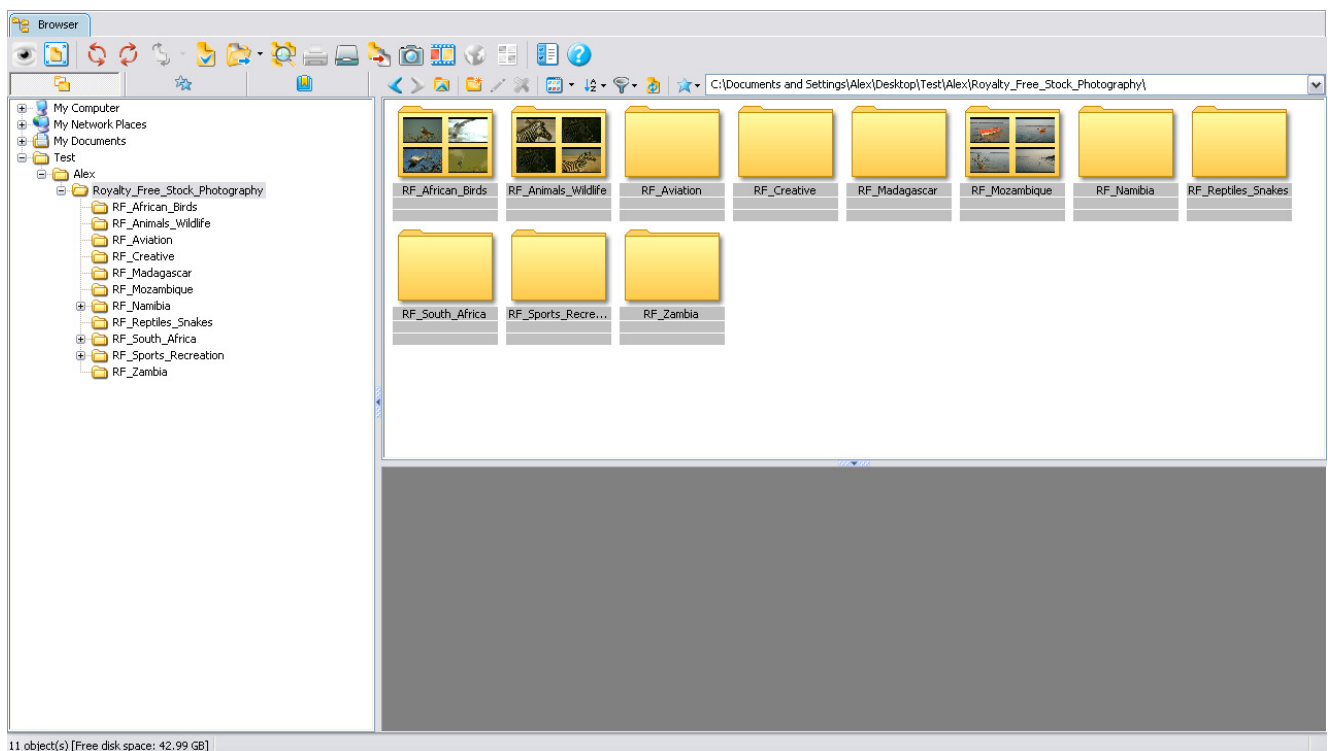 Browser
C:\Documents and Settings\Alex\Desktop\Test\Alex\Royalty_Free_Stock_Photography\
My Computer
My Network Places
My Documents
Test
Alex
Royalty_Free_Stock_Photography
RF_African_Birds
RF_Animals_Wildlife
RF_Aviation
RF_Creative
RF_Madagascar
RF_Mozambique
RF_Namibia
RF_Reptiles_Snakes
RF_South_Africa
RF_Sports_Recreation
RF_Zambia
RF_African_Birds RF_Animals_Wildlife RF_Aviation RF_Creative RF_Madagascar RF_Mozambique RF_Namibia RF_Reptiles_Snakes
RF_South_Africa RF_Sports_Recre... RF_Zambia
11 object(s) [Free disk space: 42.99 GB]